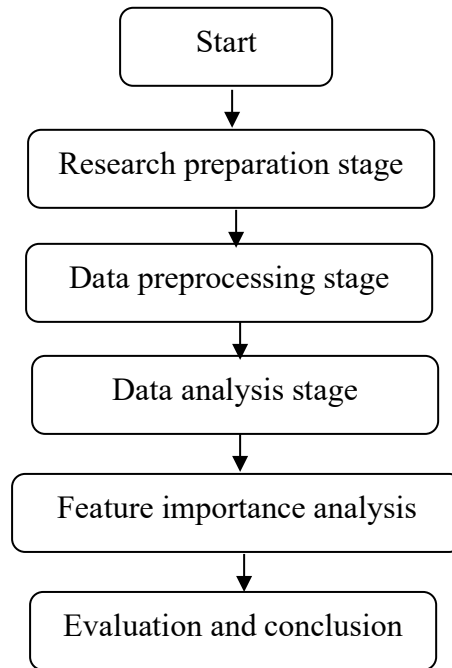 Start
Research preparation stage
Data preprocessing stage
Data analysis stage
Feature importance analysis
Evaluation and conclusion